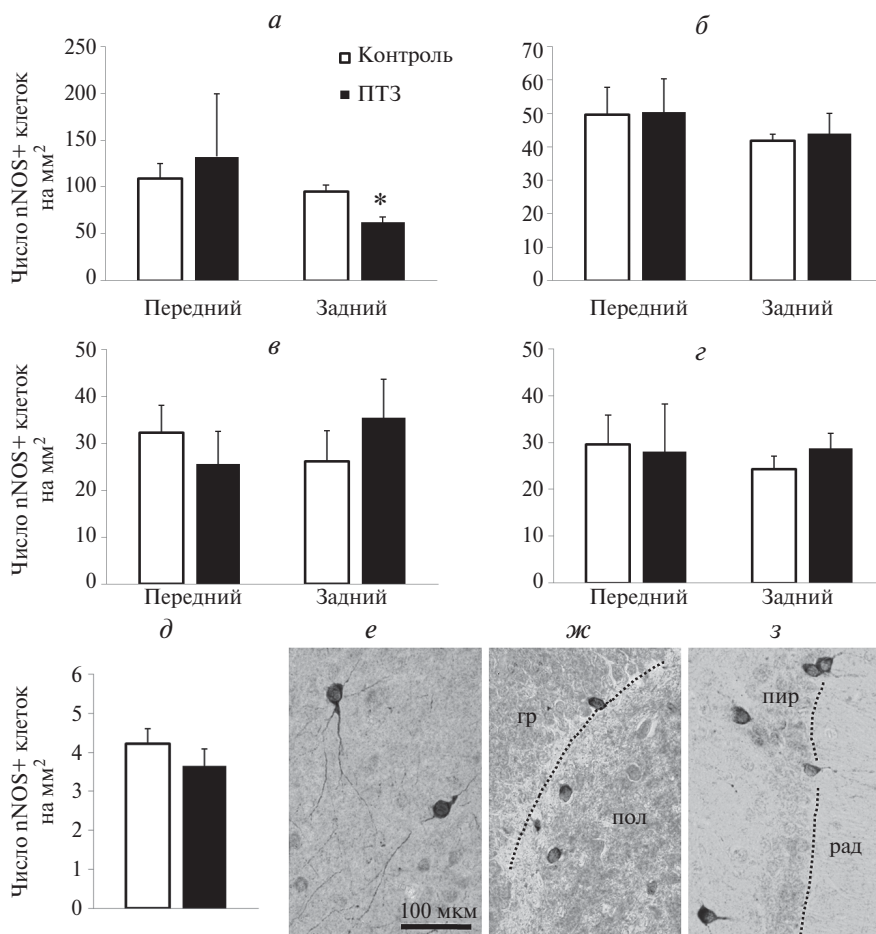 а
250
200
150
100
50
0
Число nNOS+ клеток
на мм²
Контроль
ПТЗ
*
Передний
Задний
б
70
60
50
40
30
20
10
0
Передний
Задний
в
50
40
30
20
10
0
Число nNOS+ клеток
на мм²
Передний
Задний
г
50
40
30
20
10
0
Передний
Задний
д
6
5
4
3
2
1
0
Число nNOS+ клеток
на мм²
е
100 мкм
ж
гр
пол
з
пир
рад